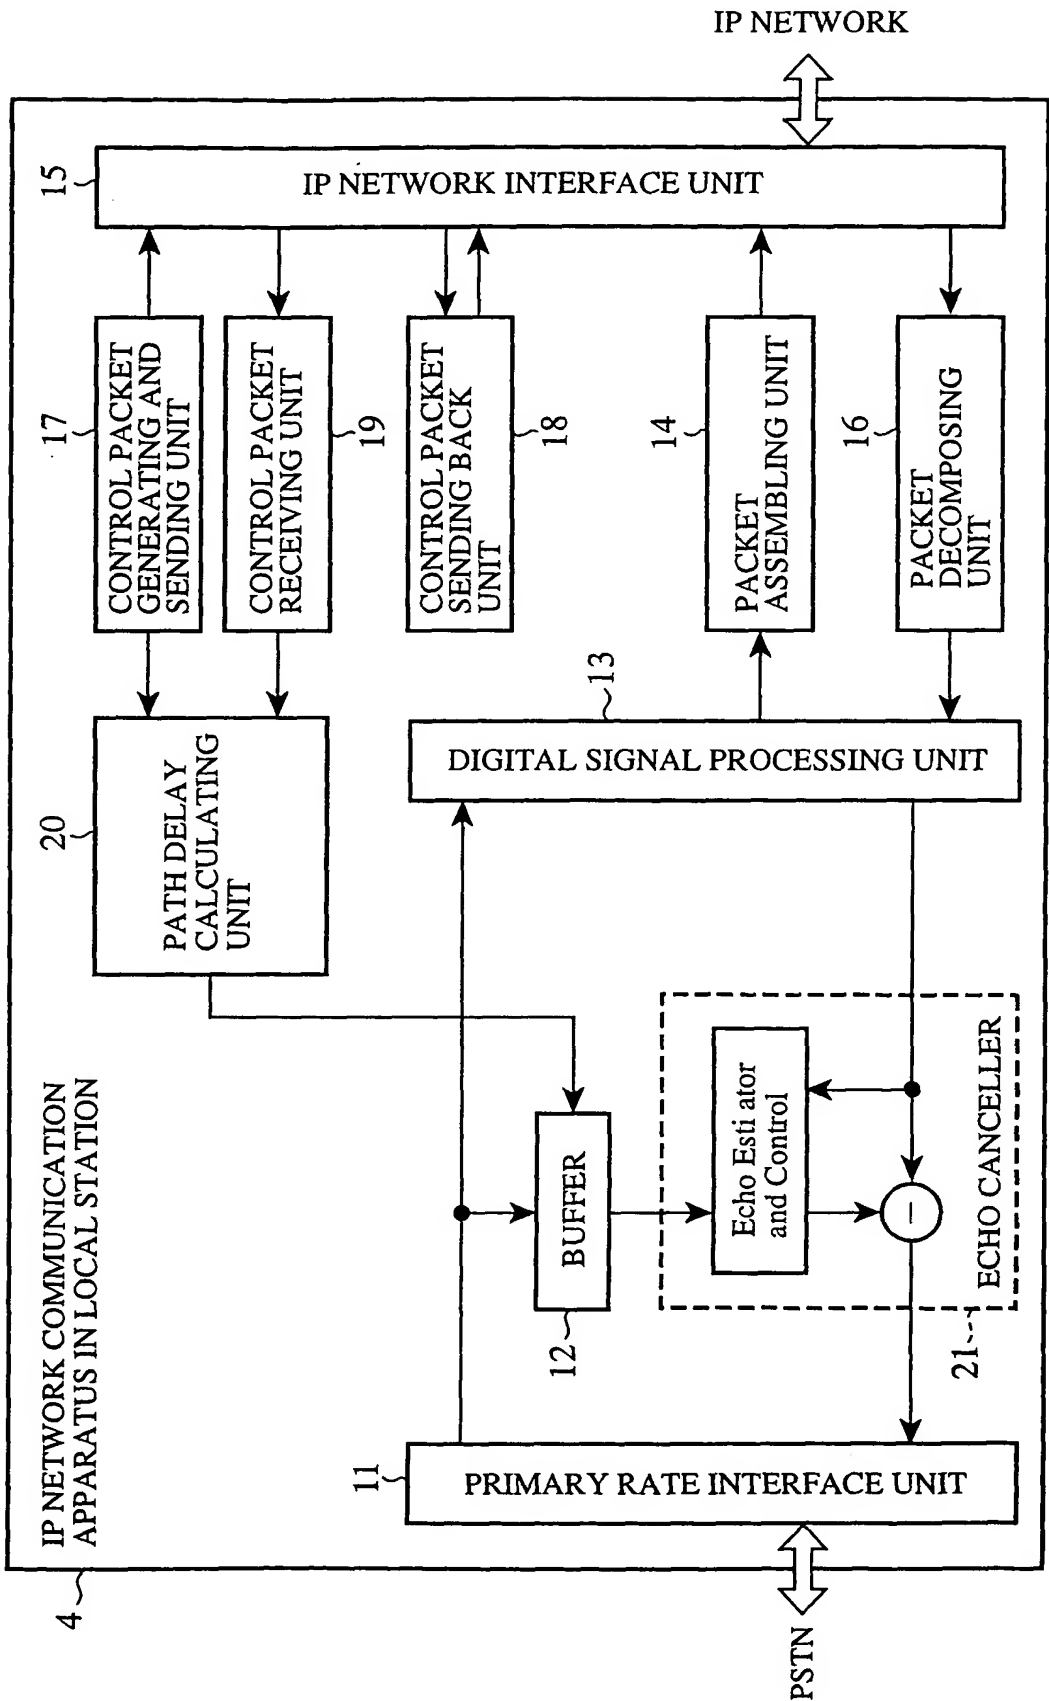 IP NETWORK COMMUNICATION
APPARATUS IN LOCAL STATION
4
PSTN
11
PRIMARY RATE INTERFACE UNIT
12
BUFFER
21
ECHO CANCELLER
Echo Esti ator
and Control
20
PATH DELAY
CALCULATING
UNIT
13
DIGITAL SIGNAL PROCESSING UNIT
17
CONTROL PACKET
GENERATING AND
SENDING UNIT
CONTROL PACKET
RECEIVING UNIT
19
CONTROL PACKET
SENDING BACK
UNIT
18
14
PACKET
ASSEMBLING UNIT
16
PACKET
DECOMPOSING
UNIT
15
IP NETWORK INTERFACE UNIT
IP NETWORK